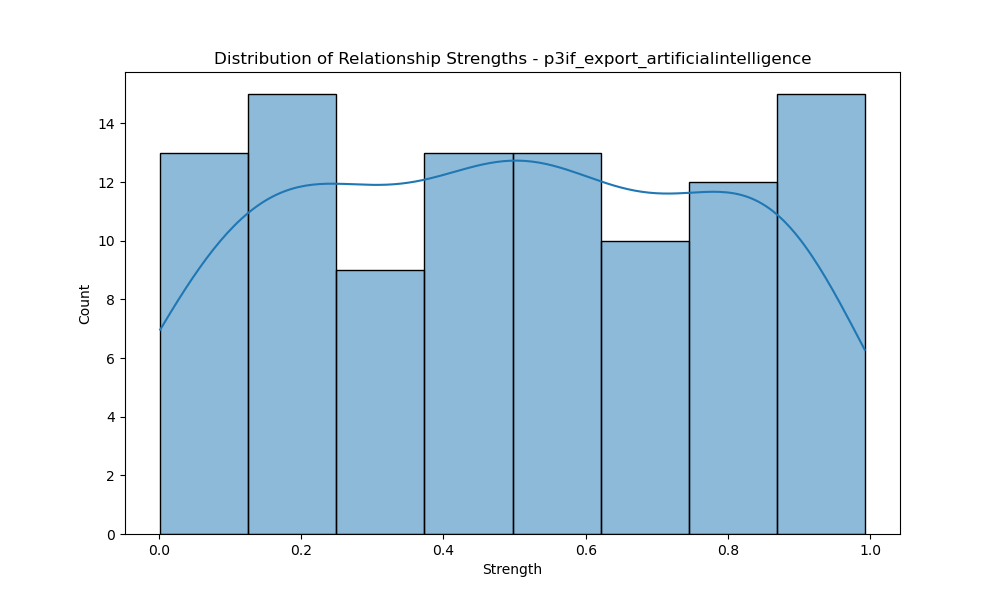 Distribution of Relationship Strengths - p3if_export_artificialintelligence
Count
14
12
10
8
6
4
2
0
0.0 0.2 0.4 0.6 0.8 1.0
Strength